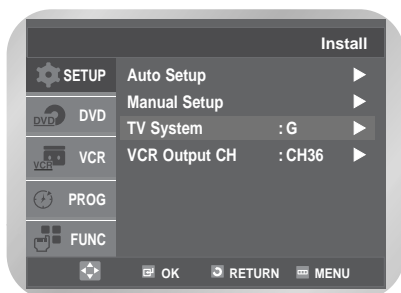 Install
SETUP
DVD
DVD
VCR
VCR
PROG
FUNC
Auto Setup ▶
Manual Setup ▶
TV System : G ▶
VCR Output CH : CH36 ▶
OK RETURN MENU